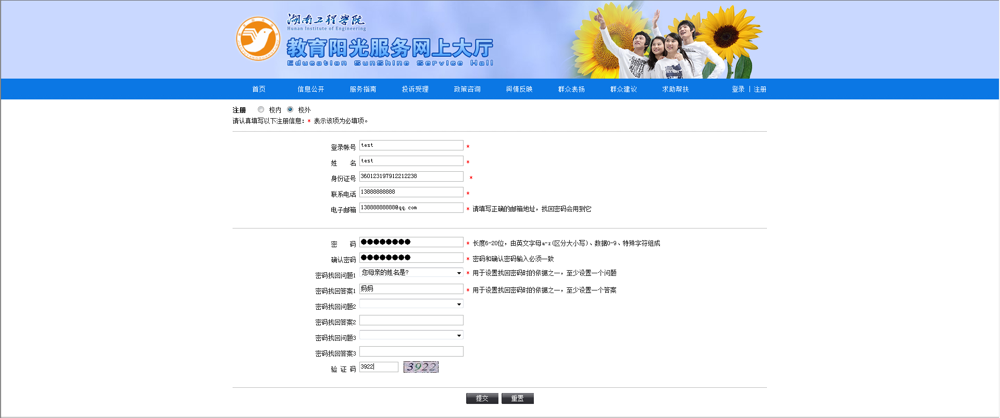 湖南工程学院
Hunan Institute of Engineering
教育阳光服务网上大厅
Education SunShine Service Hall
首页 信息公开 服务指南 投诉受理 政策咨询 舆情反映 群众表扬 群众建议 求助帮扶 登录 | 注册
注册 校内 校外
请认真填写以下注册信息：* 表示该项为必填项。
登录帐号 test *
姓 名 test *
身份证号 360123197912212238 *
联系电话 13888888888 *
电子邮箱 13888888888@qq.com * 请填写正确的邮箱地址，找回密码会用到它
密 码 ●●●●●●●● * 长度6-20位，由英文字母a-z(区分大小写)、数据0-9、特殊字符组成
确认密码 ●●●●●●●● * 密码和确认密码输入必须一致
密码找回问题1 您母亲的姓名是? * 用于设置找回密码时的依据之一，至少设置一个问题
密码找回答案1 妈妈 * 用于设置找回密码时的依据之一，至少设置一个答案
密码找回问题2
密码找回答案2
密码找回问题3
密码找回答案3
验 证 码 3922 3922
提交 重置